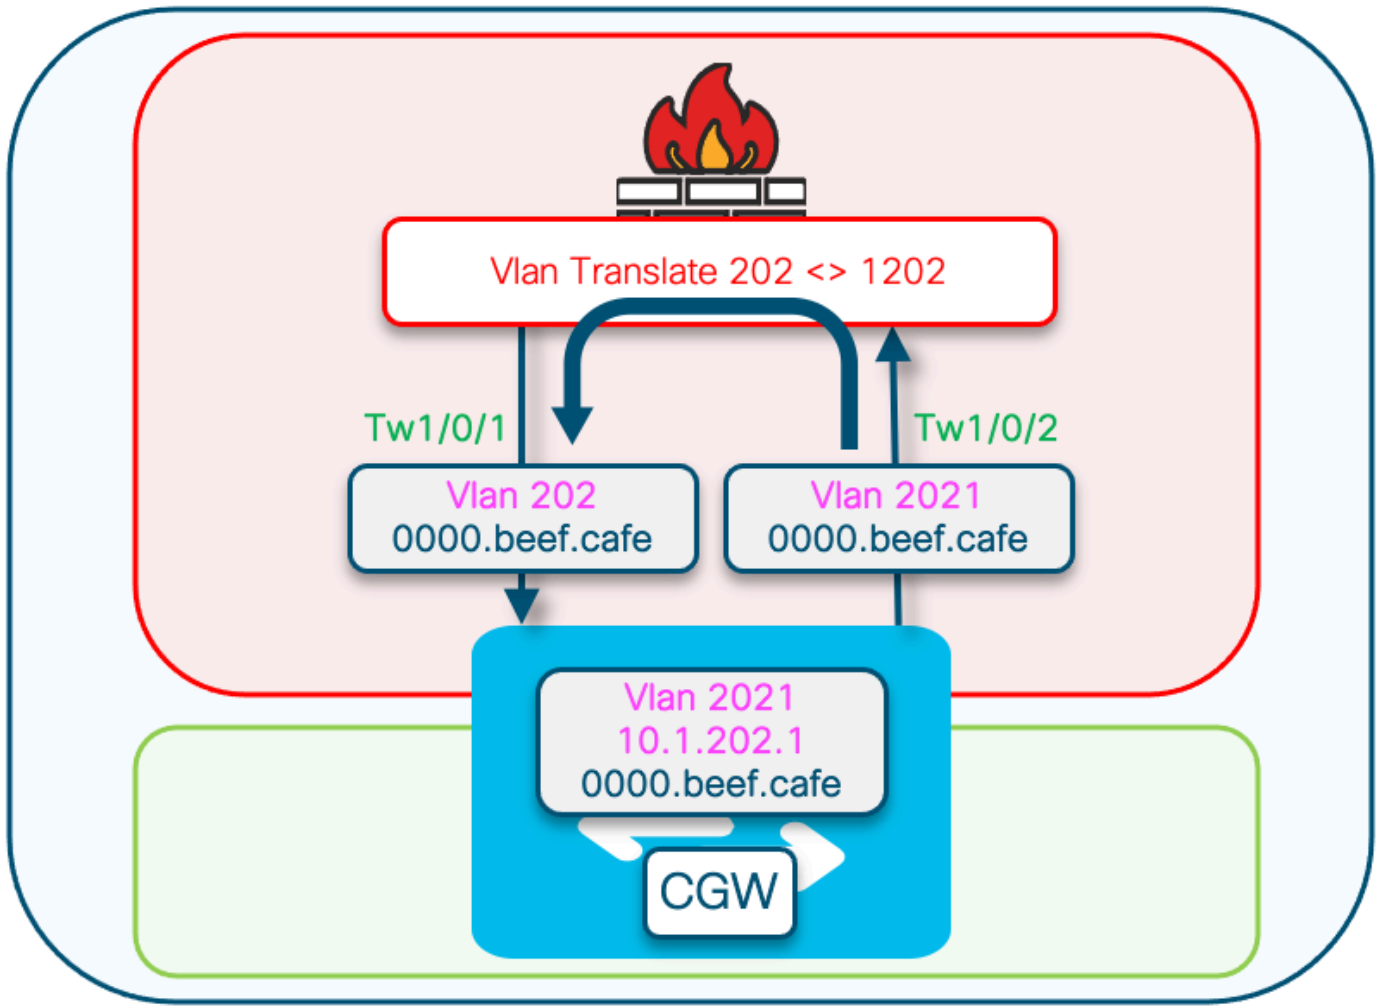 Vlan Translate 202 <> 1202
Tw1/0/1
Tw1/0/2
Vlan 202
0000.beef.cafe
Vlan 2021
0000.beef.cafe
Vlan 2021
10.1.202.1
0000.beef.cafe
CGW